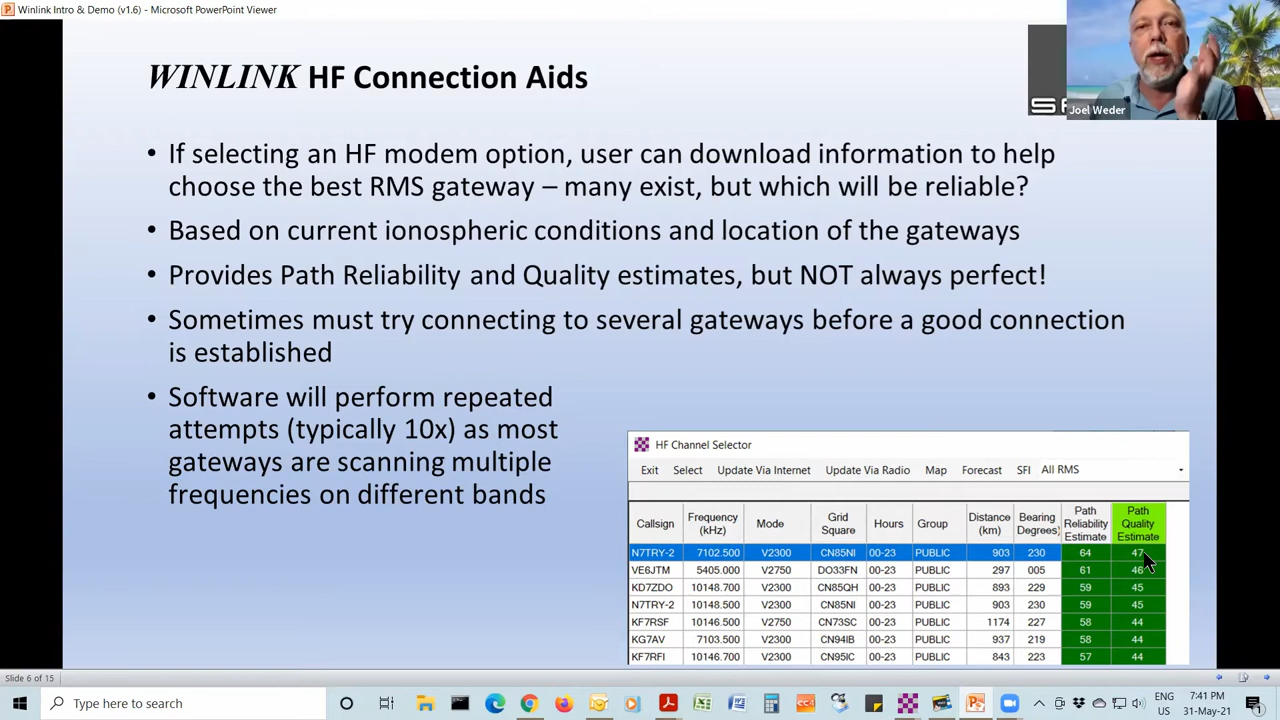 Winlink Intro & Demo (v1.6) - Microsoft PowerPoint Viewer
WINLINK HF Connection Aids
Joel Weder
• If selecting an HF modem option, user can download information to help
choose the best RMS gateway – many exist, but which will be reliable?
• Based on current ionospheric conditions and location of the gateways
• Provides Path Reliability and Quality estimates, but NOT always perfect!
• Sometimes must try connecting to several gateways before a good connection
is established
• Software will perform repeated
attempts (typically 10x) as most
gateways are scanning multiple
frequencies on different bands
HF Channel Selector
Exit Select Update Via Internet Update Via Radio Map Forecast SFI All RMS
Callsign Frequency (kHz) Mode Grid Square Hours Group Distance (km) Bearing Degrees) Path Reliability Estimate Path Quality Estimate
N7TRY-2 7102.500 V2300 CN85NI 00-23 PUBLIC 903 230 64 47
VE6JTM 5405.000 V2750 DO33FN 00-23 PUBLIC 297 005 61 46
KD7ZDO 10148.700 V2300 CN85QH 00-23 PUBLIC 893 229 59 45
N7TRY-2 10148.500 V2300 CN85NI 00-23 PUBLIC 903 230 59 45
KF7RSF 10146.500 V2750 CN73SC 00-23 PUBLIC 1174 227 58 44
KG7AV 7103.500 V2300 CN94IB 00-23 PUBLIC 937 219 58 44
KF7RFI 10146.700 V2300 CN95IC 00-23 PUBLIC 843 223 57 44
Slide 6 of 15
Type here to search
ENG
US
7:41 PM
31-May-21